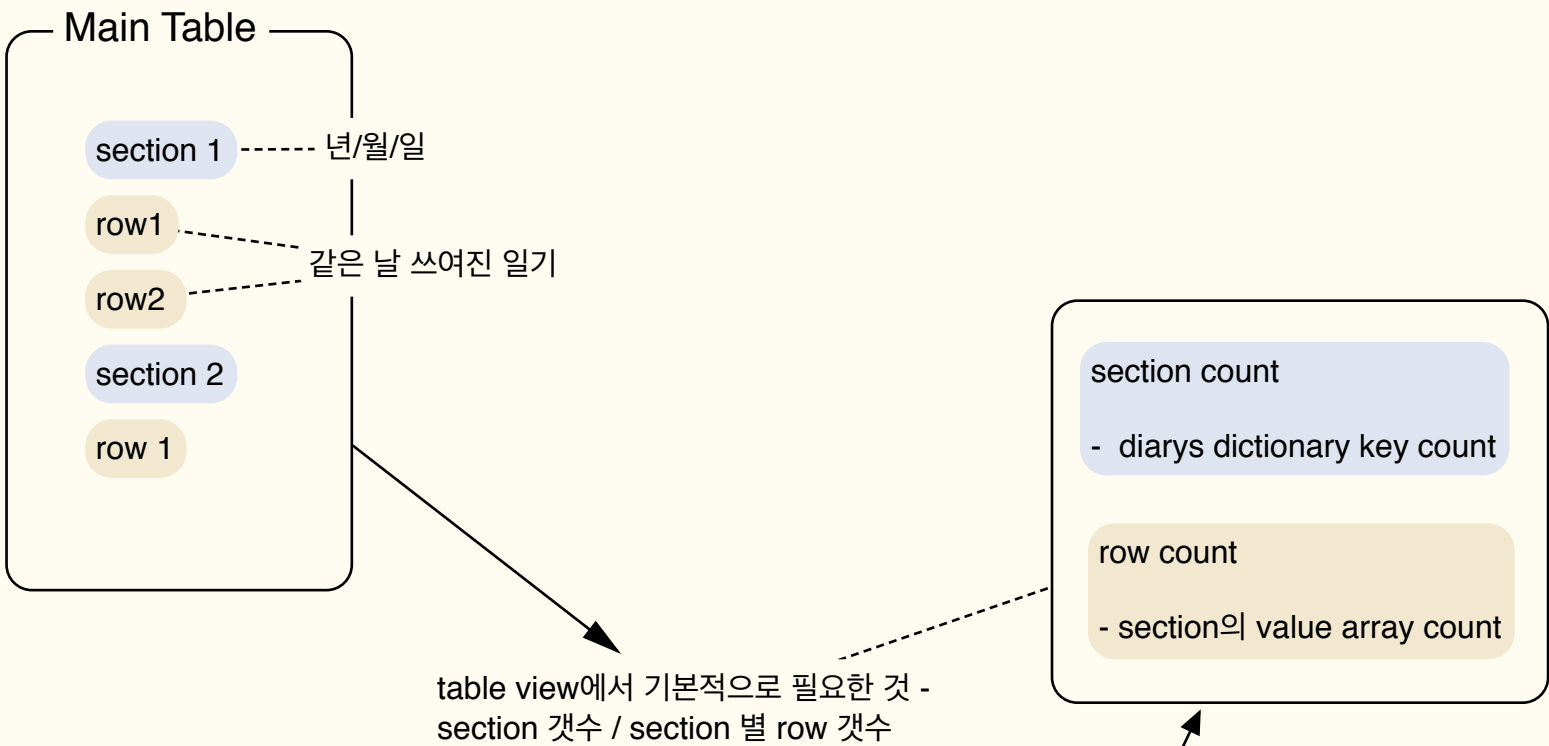 Main Table
section 1
년/월/일
row1
같은 날 쓰여진 일기
row2
section 2
row 1
section count
- diarys dictionary key count
row count
- section의 value array count
table view에서 기본적으로 필요한 것 -
section 갯수 / section 별 row 갯수